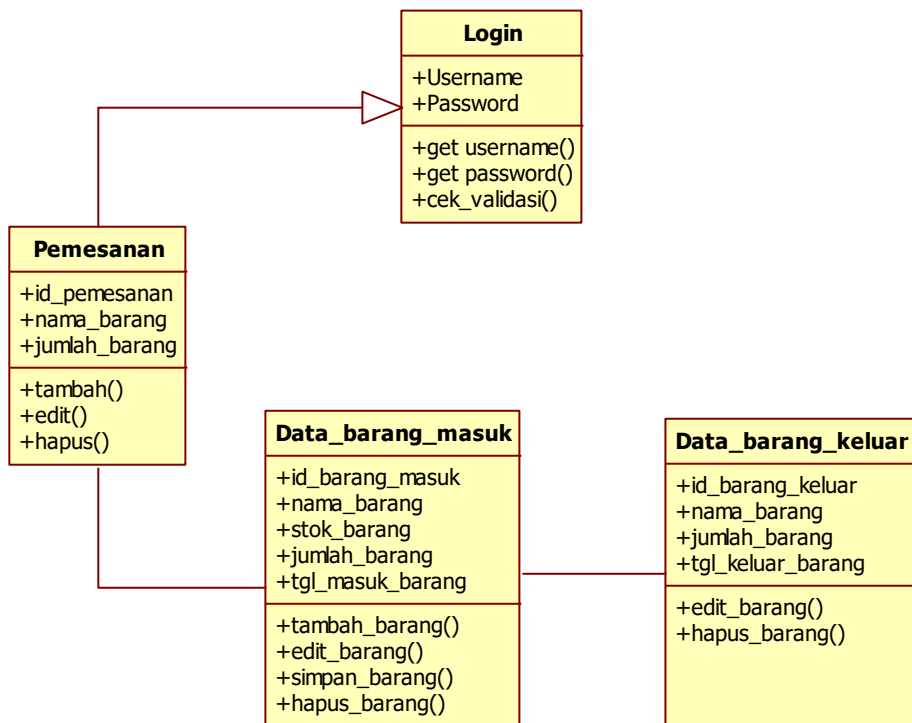 Login
+Username
+Password
+get username()
+get password()
+cek_validasi()
Pemesanan
+id_pemesanan
+nama_barang
+jumlah_barang
+tambah()
+edit()
+hapus()
Data_barang_masuk
+id_barang_masuk
+nama_barang
+stok_barang
+jumlah_barang
+tgl_masuk_barang
+tambah_barang()
+edit_barang()
+simpan_barang()
+hapus_barang()
Data_barang_keluar
+id_barang_keluar
+nama_barang
+jumlah_barang
+tgl_keluar_barang
+edit_barang()
+hapus_barang()